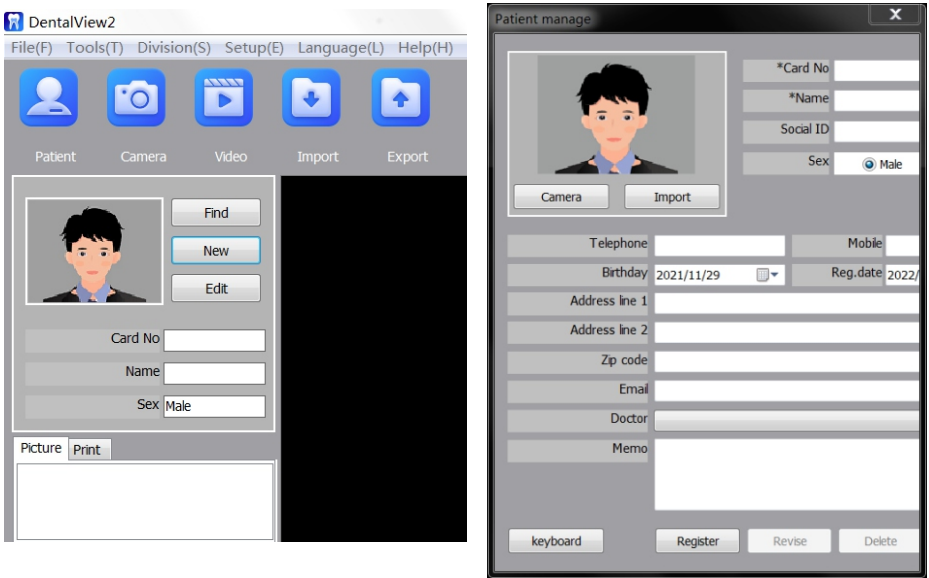 DentalView2
File(F) Tools(T) Division(S) Setup(E) Language(L) Help(H)
Patient Camera Video Import Export
Find
New
Edit
Card No
Name
Sex Male
Picture Print
Patient manage
X
*Card No
*Name
Social ID
Sex Male
Camera Import
Telephone Mobile
Birthday 2021/11/29 Reg.date 2022/
Address line 1
Address line 2
Zip code
Email
Doctor
Memo
keyboard Register Revise Delete